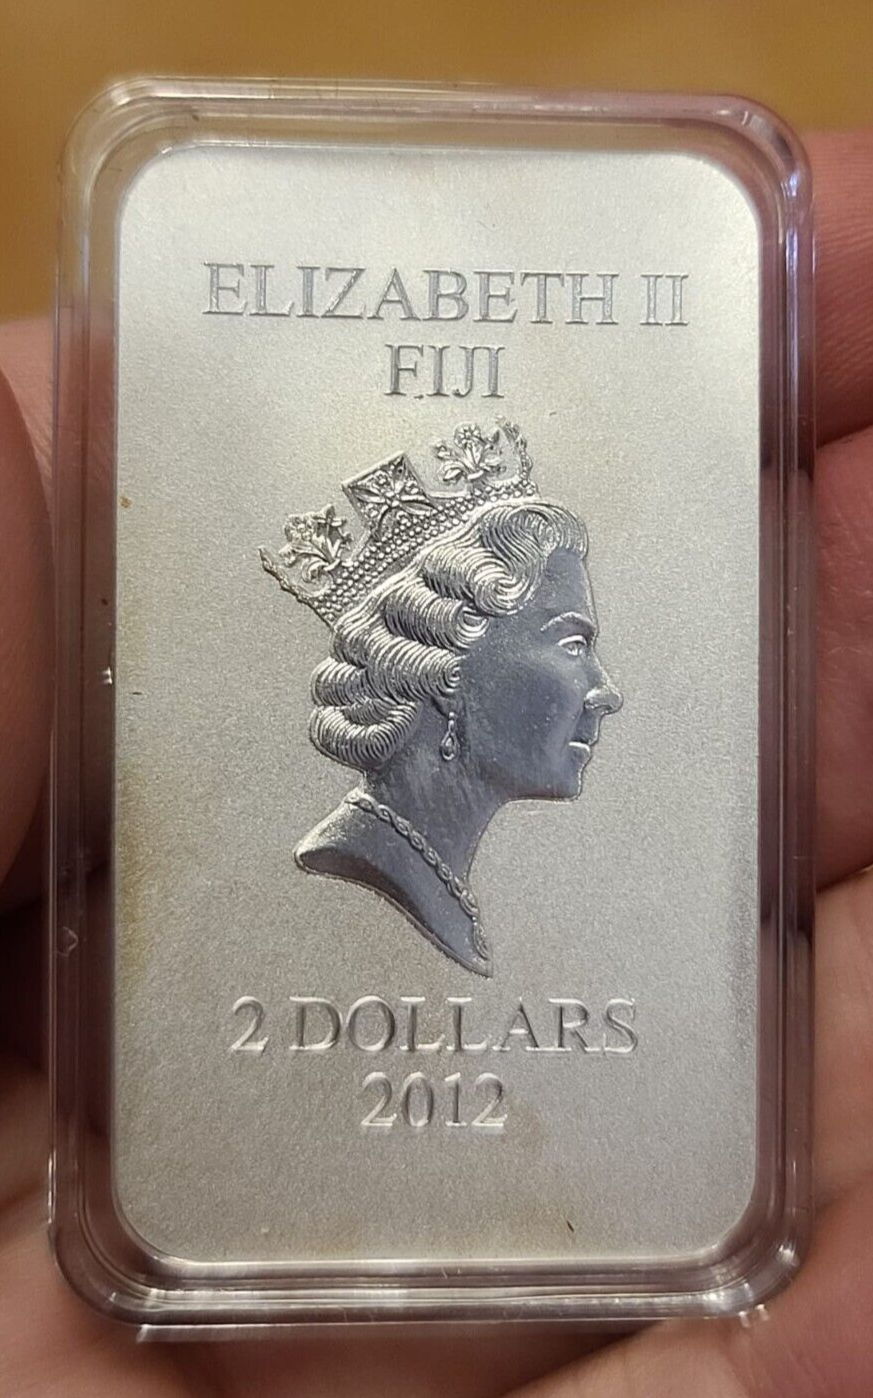 ELIZABETH II
FIJI
2 DOLLARS
2012